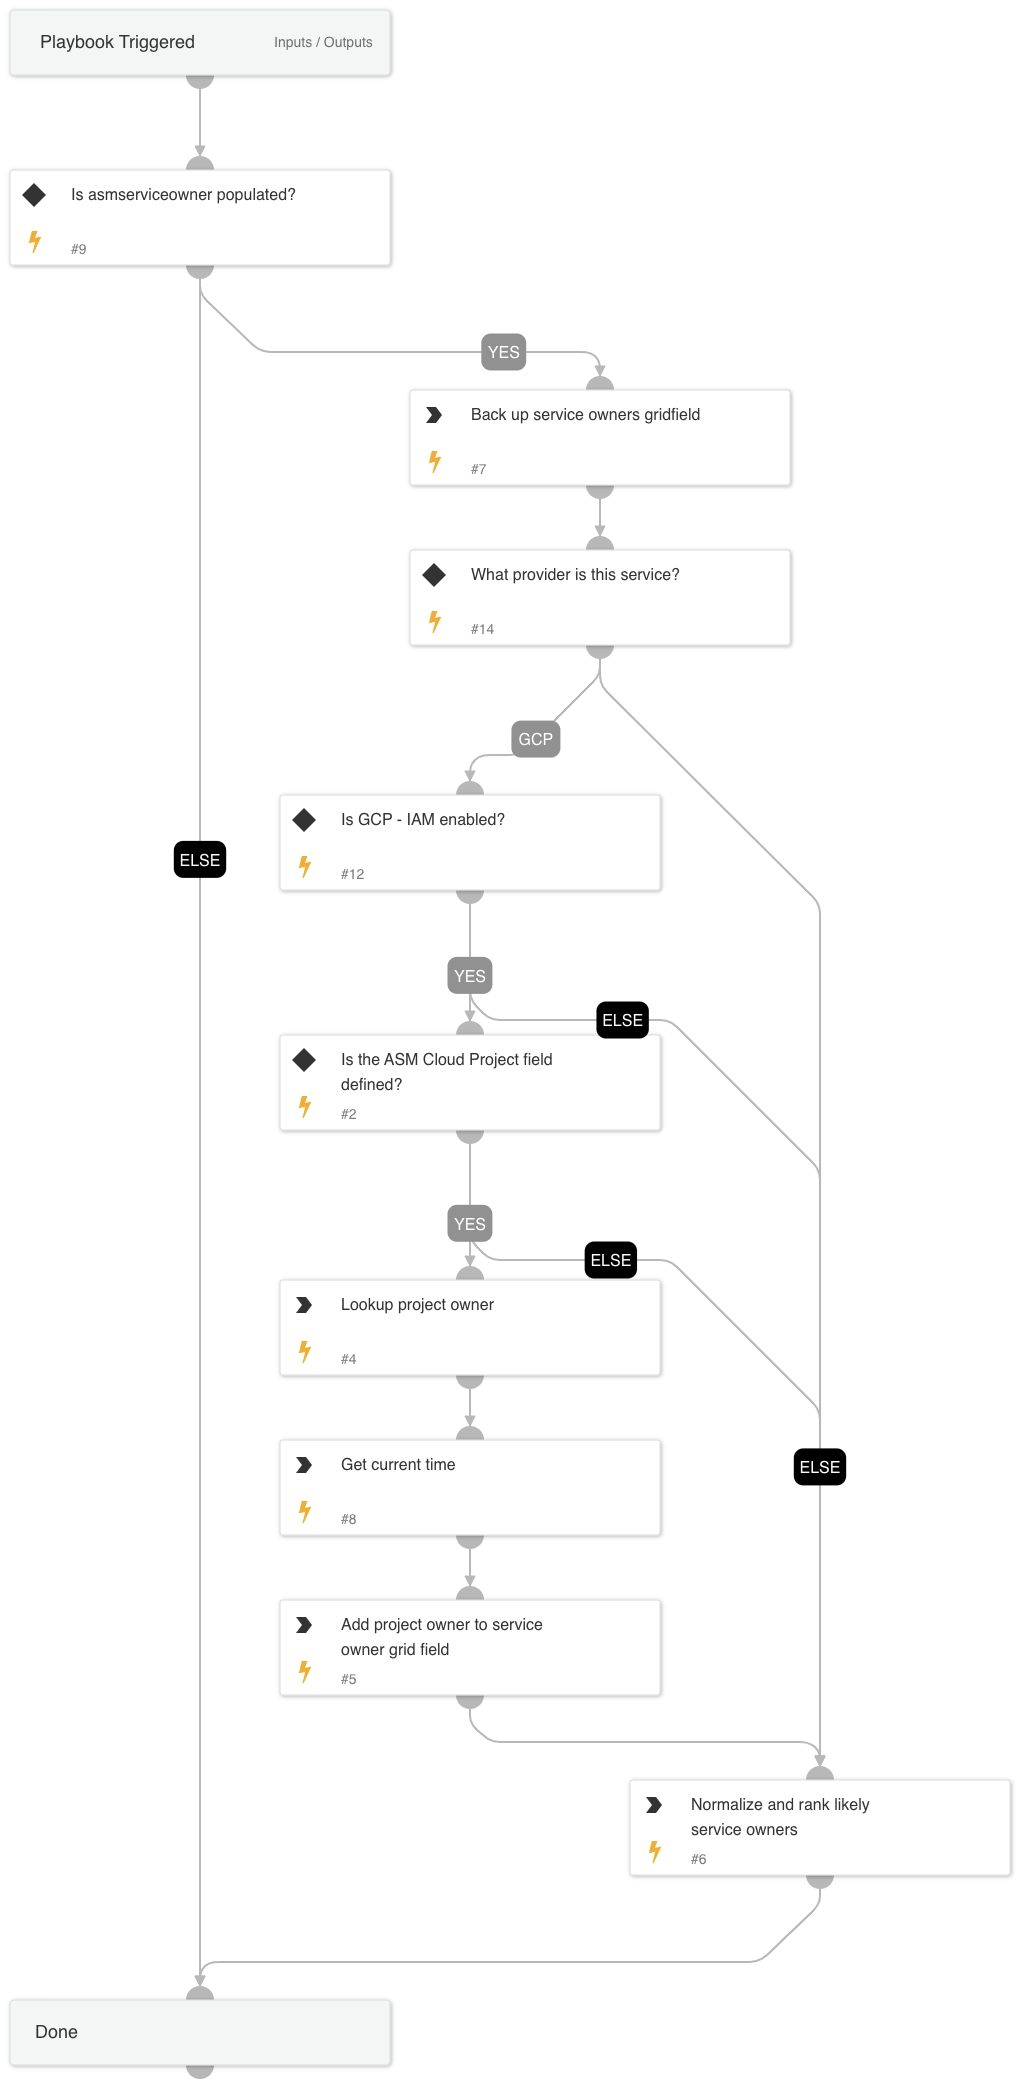 Playbook Triggered
Inputs / Outputs
Is asmserviceowner populated?
#9
YES
Back up service owners gridfield
#7
What provider is this service?
#14
GCP
Is GCP - IAM enabled?
#12
ELSE
YES
ELSE
Is the ASM Cloud Project field
defined?
#2
YES
ELSE
Lookup project owner
#4
Get current time
#8
ELSE
Add project owner to service
owner grid field
#5
Normalize and rank likely
service owners
#6
Done